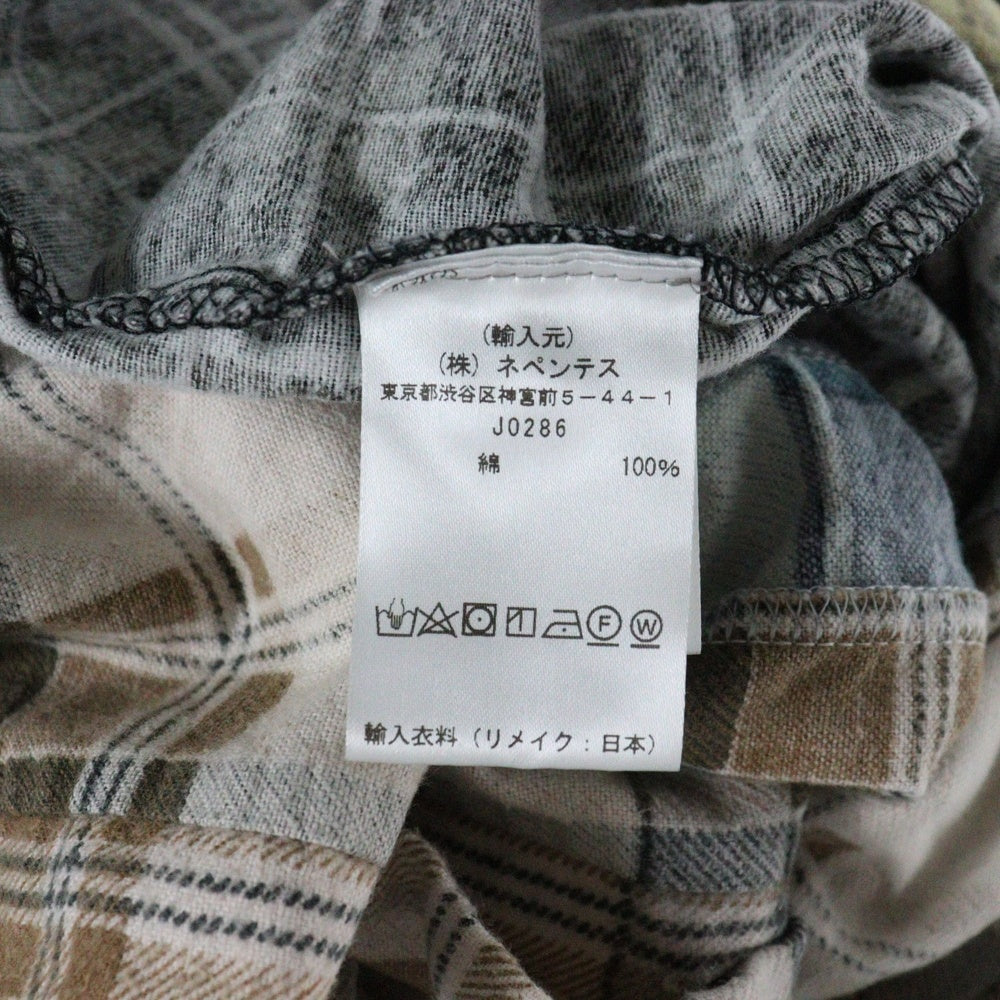 (輸入元)
(株) ネペンテス
東京都渋谷区神宮前5-44-1
J0286
綿 100%
F W
輸入衣料 (リメイク:日本)